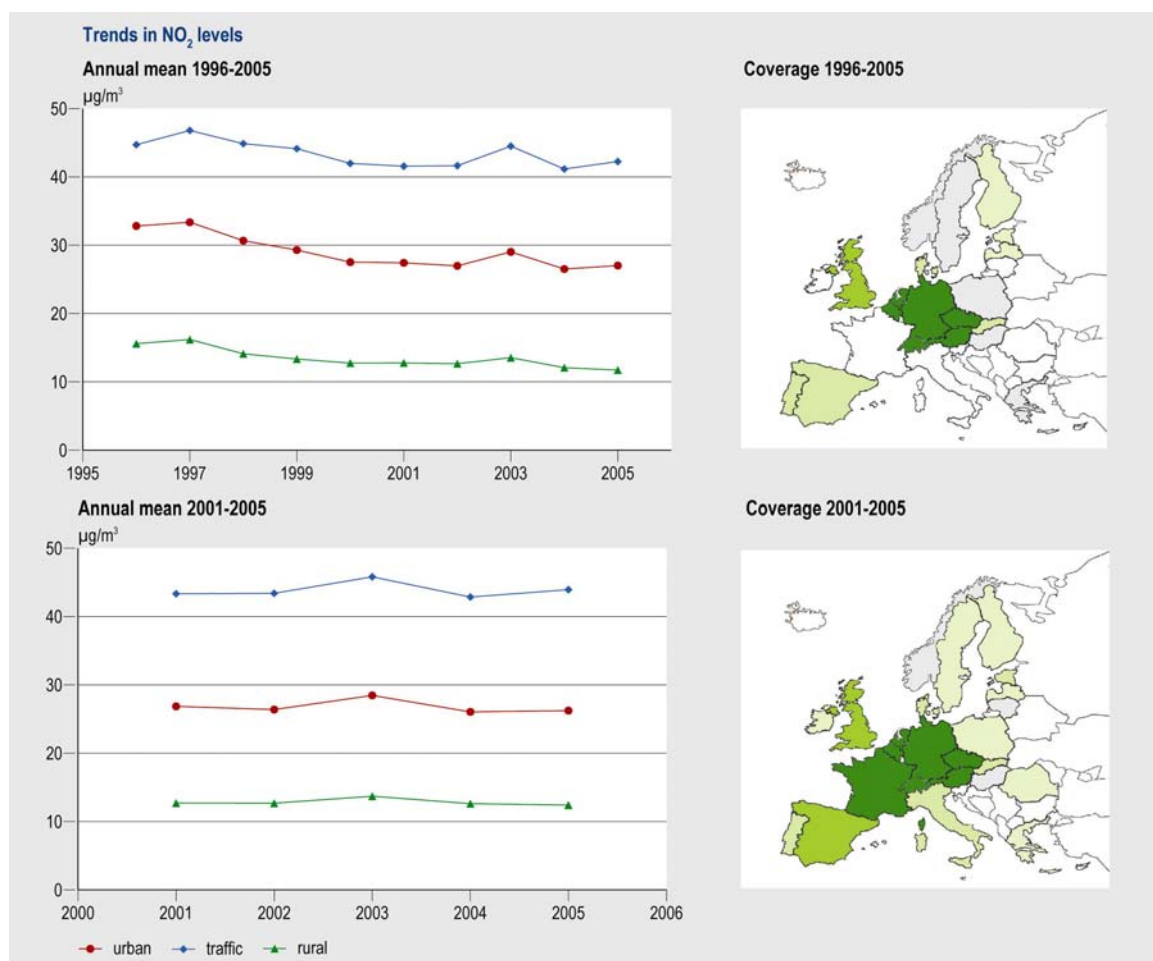 Trends in NO₂ levels
Annual mean 1996-2005
µg/m³
50
40
30
20
10
0
1995 1997 1999 2001 2003 2005
Coverage 1996-2005
Annual mean 2001-2005
µg/m³
50
40
30
20
10
0
2000 2001 2002 2003 2004 2005 2006
urban traffic rural
Coverage 2001-2005